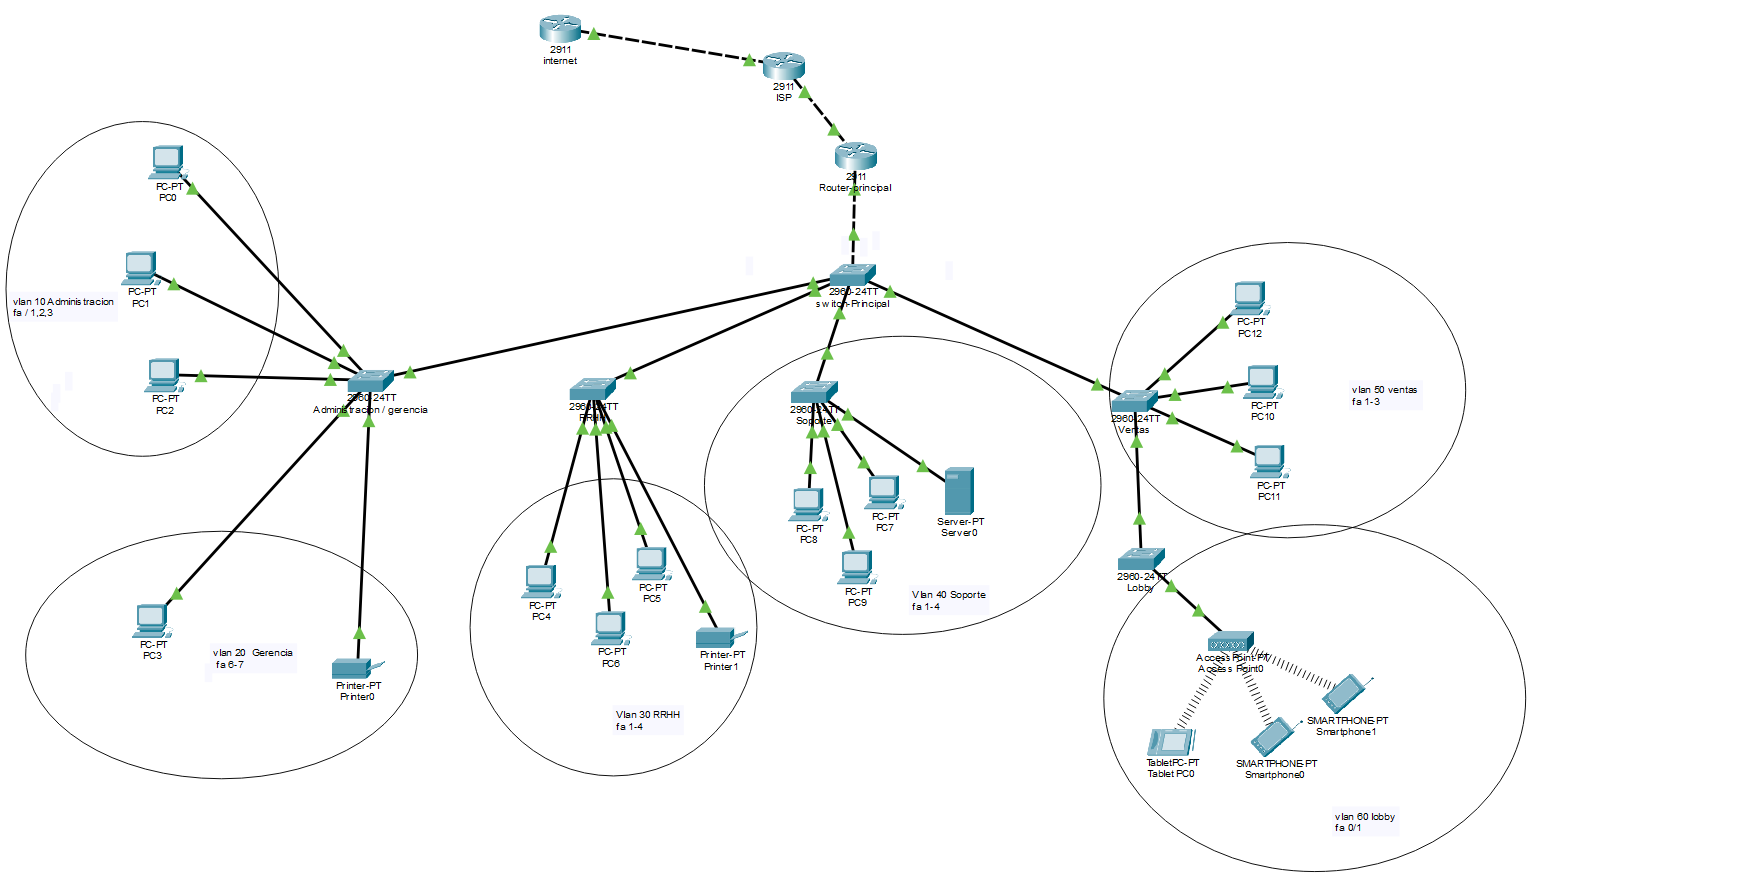 2911
internet
2911
ISP
2911
Router-principal
2960-24TT
switch-Principal
PC-PT
PC0
PC-PT
PC1
vlan 10 Administracion
fa / 1,2,3
PC-PT
PC2
2960-24TT
Administracion / gerencia
2960-24TT
RRHH
2960-24TT
Soporte
2960-24TT
Ventas
PC-PT
PC12
PC-PT
PC10
vlan 50 ventas
fa 1-3
PC-PT
PC11
PC-PT
PC8
PC-PT
PC7
Server-PT
Server0
PC-PT
PC9
Vlan 40 Soporte
fa 1-4
2960-24TT
Lobby
PC-PT
PC4
PC-PT
PC5
PC-PT
PC6
Printer-PT
Printer1
Vlan 30 RRHH
fa 1-4
PC-PT
PC3
vlan 20 Gerencia
fa 6-7
Printer-PT
Printer0
Access Point-PT
Access Point0
SMARTPHONE-PT
Smartphone1
TabletPC-PT
Tablet PC0
SMARTPHONE-PT
Smartphone0
vlan 60 lobby
fa 0/1